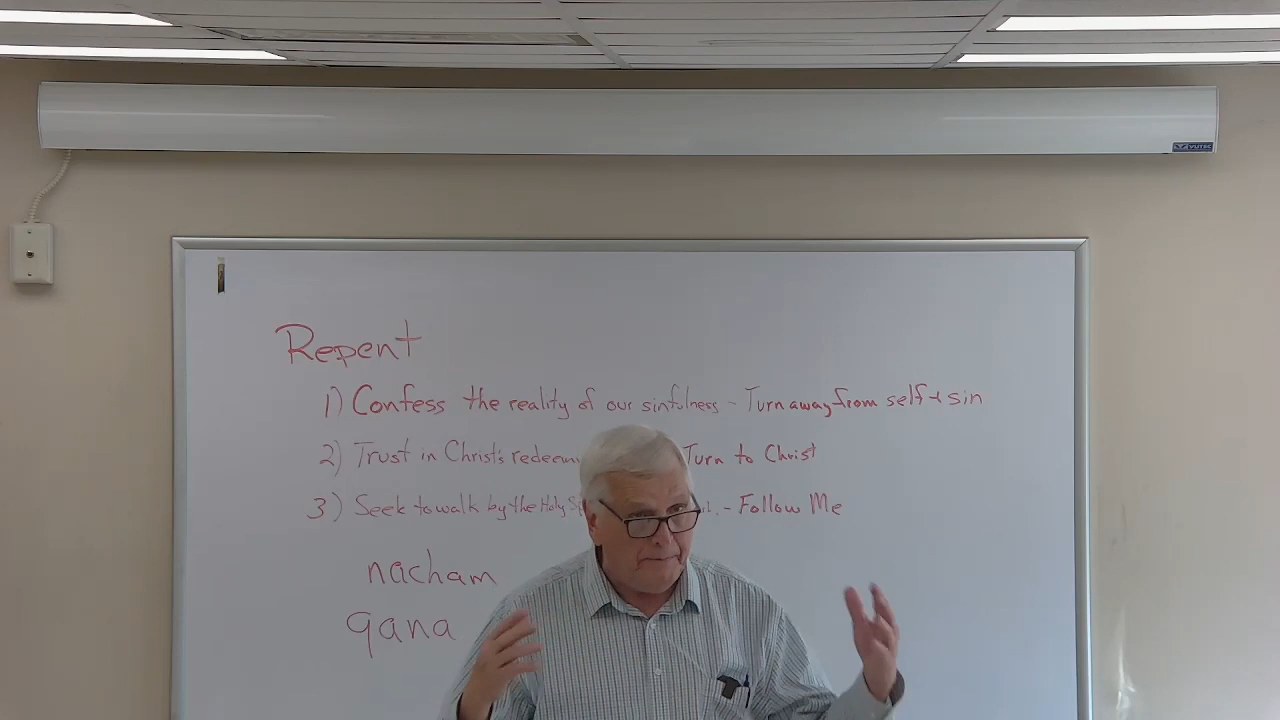 VUTEC
Repent
1) Confess the reality of our sinfulness - Turn away from self & sin
2) Trust in Christ's Turn to Christ
3) Seek to walk by the Holy - Follow Me
nacham
qana